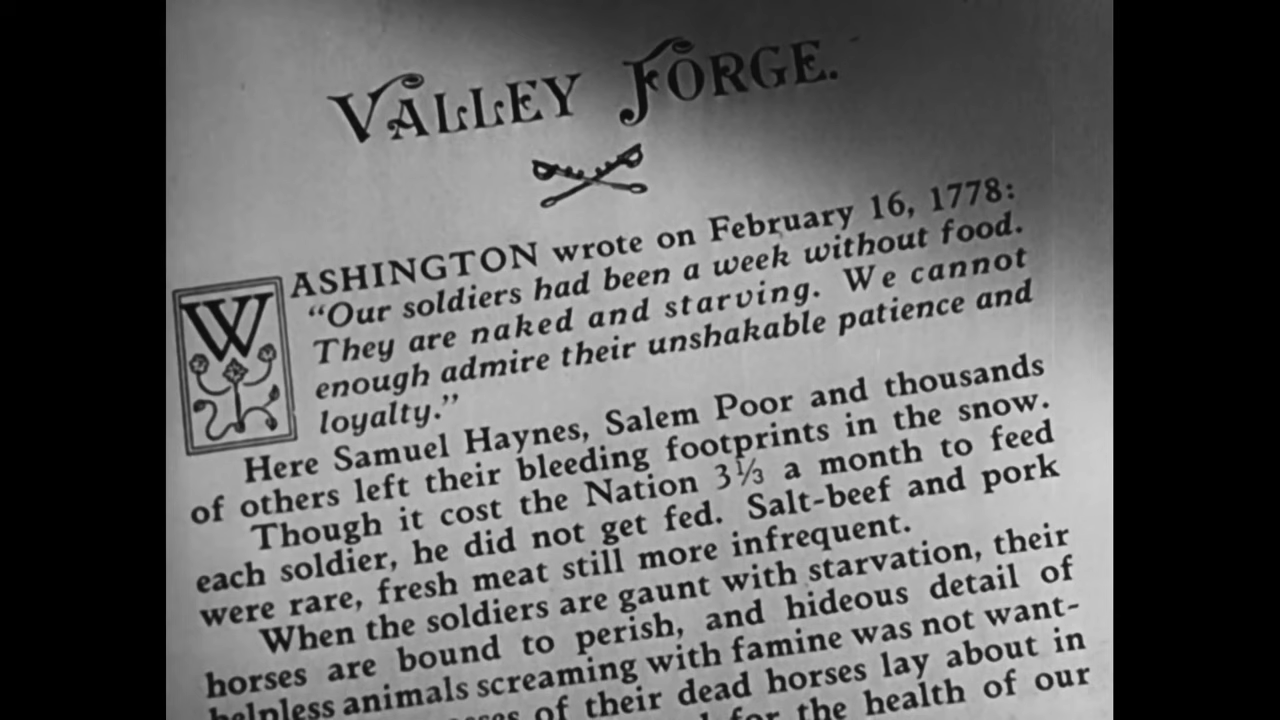 VALLEY FORGE.
WASHINGTON wrote on February 16, 1778:
"Our soldiers had been a week without food.
They are naked and starving. We cannot
enough admire their unshakable patience and
loyalty."
Here Samuel Haynes, Salem Poor and thousands
of others left their bleeding footprints in the snow.
Though it cost the Nation 3⅓ a month to feed
each soldier, he did not get fed. Salt-beef and pork
were rare, fresh meat still more infrequent.
When the soldiers are gaunt with starvation, their
horses are bound to perish, and hideous detail of
helpless animals screaming with famine was not want-
of their dead horses lay about in
for the health of our